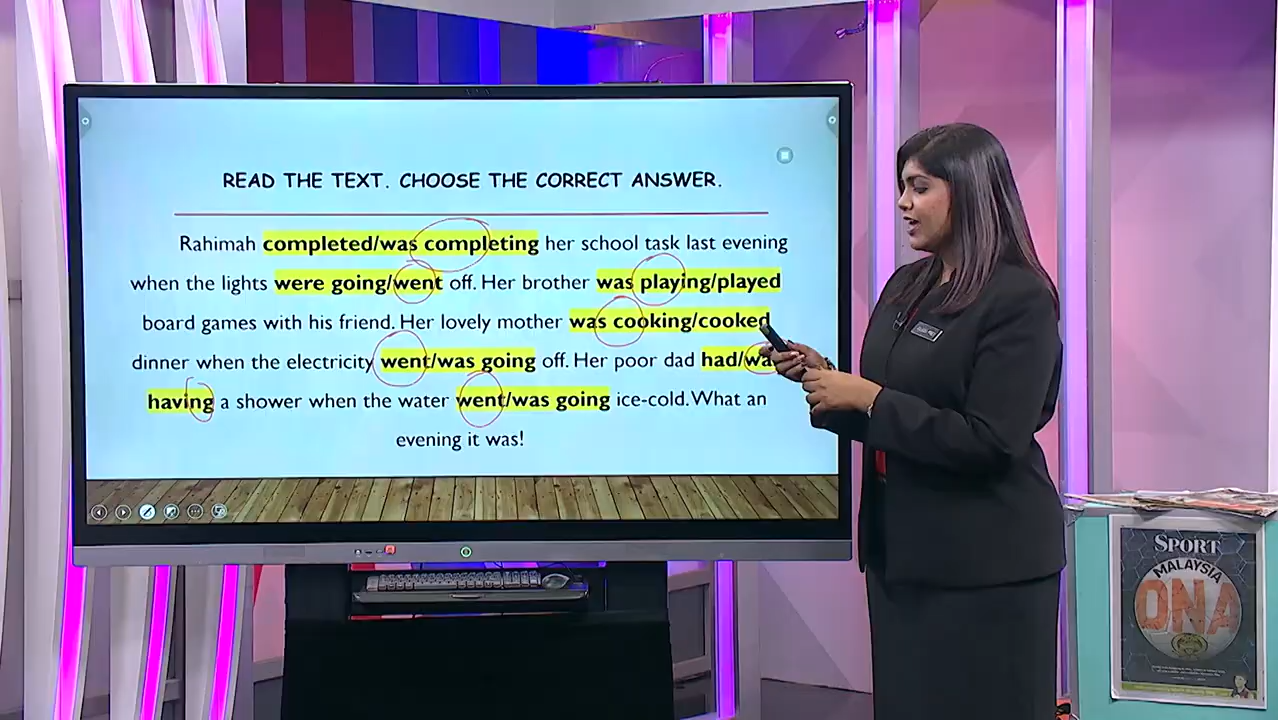 READ THE TEXT. CHOOSE THE CORRECT ANSWER.
Rahimah completed/was completing her school task last evening
when the lights were going/went off. Her brother was playing/played
board games with his friend. Her lovely mother was cooking/cooked
dinner when the electricity went/was going off. Her poor dad had/wa
having a shower when the water went/was going ice-cold. What an
evening it was!
SPORT
MALAYSIA
DNA